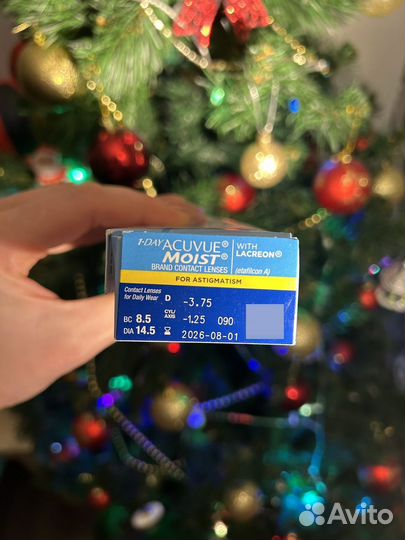 1-DAY ACUVUE®
MOIST®
BRAND CONTACT LENSES
WITH
LACREON®
(etafilcon A)
FOR ASTIGMATISM
Contact Lenses
for Daily Wear
D -3.75
BC 8.5
CYL/
AXIS
-1.25 090
DIA 14.5
2026-08-01
Avito